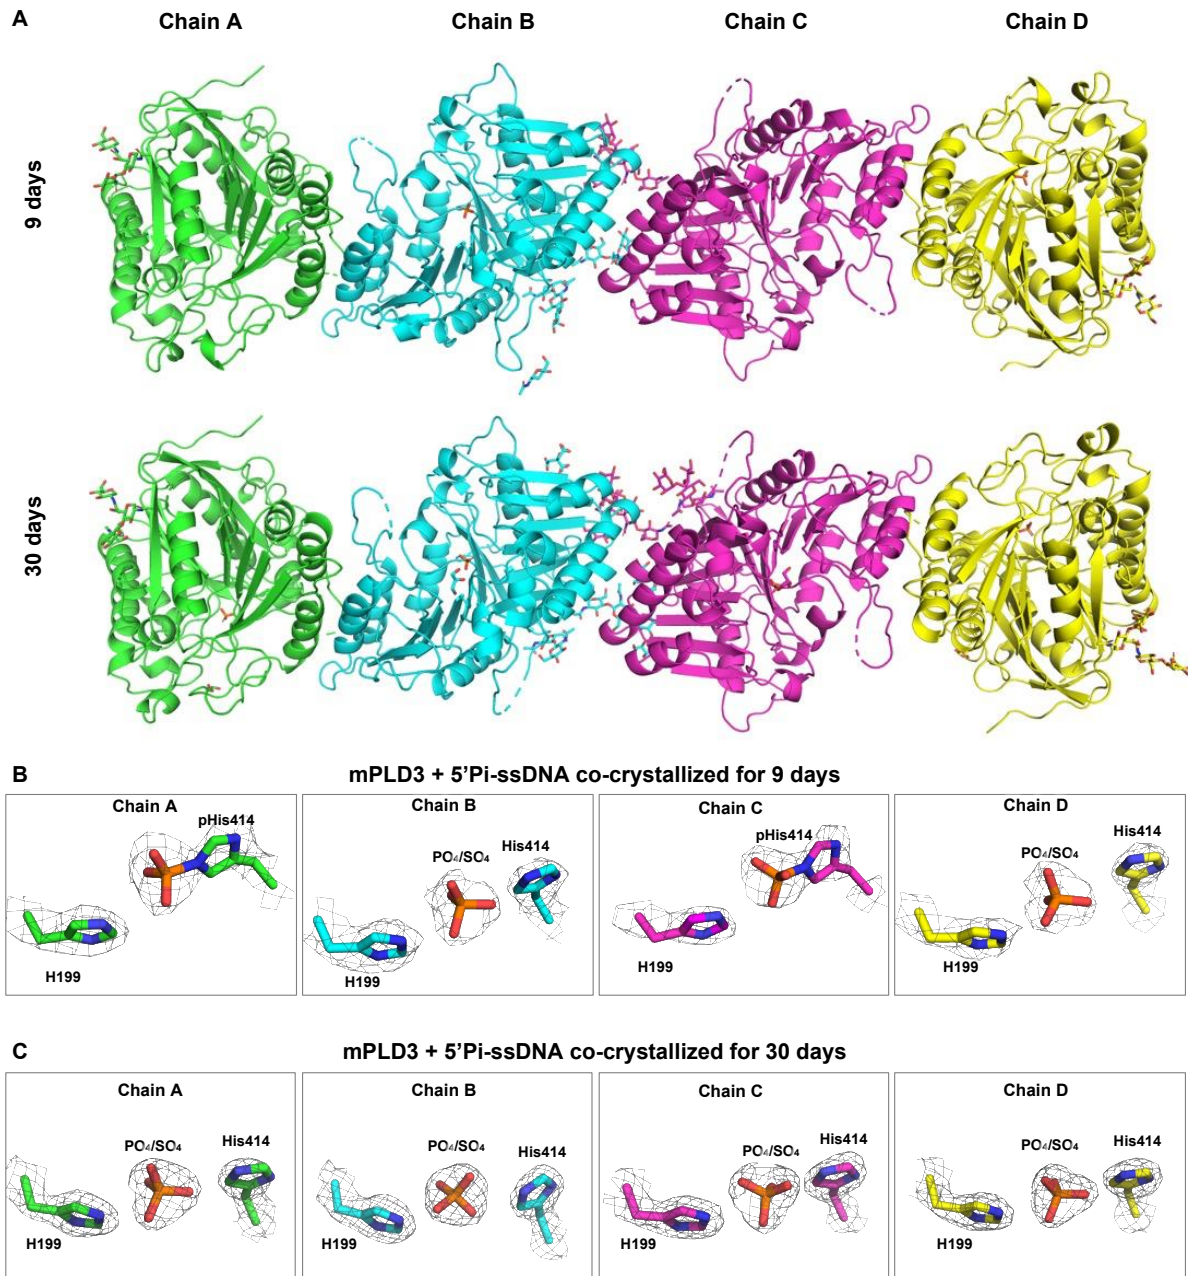 A
Chain A Chain B Chain C Chain D
9 days
30 days
B
mPLD3 + 5'Pi-ssDNA co-crystallized for 9 days
Chain A
pHis414
H199
Chain B
PO₄/SO₄
His414
H199
Chain C
pHis414
H199
Chain D
PO₄/SO₄
His414
H199
C
mPLD3 + 5'Pi-ssDNA co-crystallized for 30 days
Chain A
PO₄/SO₄
His414
H199
Chain B
PO₄/SO₄
His414
H199
Chain C
PO₄/SO₄
His414
H199
Chain D
PO₄/SO₄
His414
H199